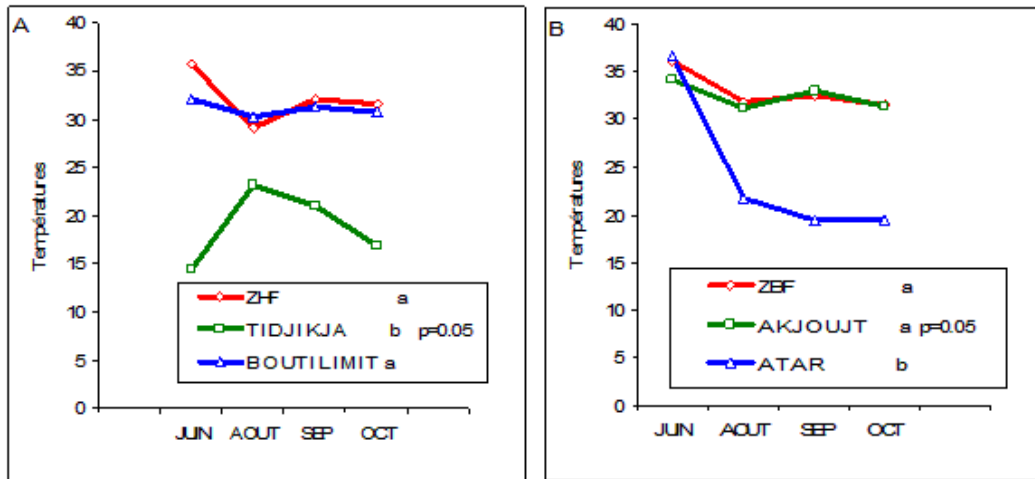 A
40
35
30
25
20
15
10
5
0
Températures
ZHF a
TIDJIKJA b p=0.05
BOUTILIMIT a
JUIN AOUT SEP OCT
B
40
35
30
25
20
15
10
5
0
Températures
ZBF a
AKJOUJT a p=0.05
ATAR b
JUIN AOUT SEP OCT